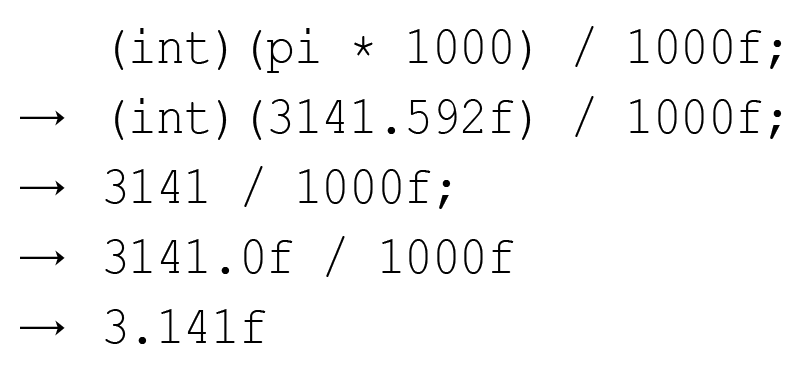 (int)(pi * 1000) / 1000f;
→ (int)(3141.592f) / 1000f;
→ 3141 / 1000f;
→ 3141.0f / 1000f
→ 3.141f